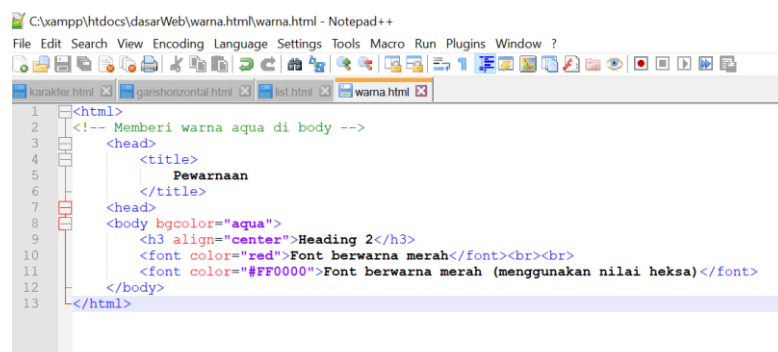 C:\xampp\htdocs\dasarWeb\warna.html\warna.html - Notepad++
File Edit Search View Encoding Language Settings Tools Macro Run Plugins Window ?
karakter.html garishorizontal.html list.html warna.html
1 <html>
2 <!-- Memberi warna aqua di body -->
3 <head>
4 <title>
5 Pewarnaan
6 </title>
7 <head>
8 <body bgcolor="aqua">
9 <h3 align="center">Heading 2</h3>
10 <font color="red">Font berwarna merah</font><br><br>
11 <font color="#FF0000">Font berwarna merah (menggunakan nilai heksa)</font>
12 </body>
13 </html>